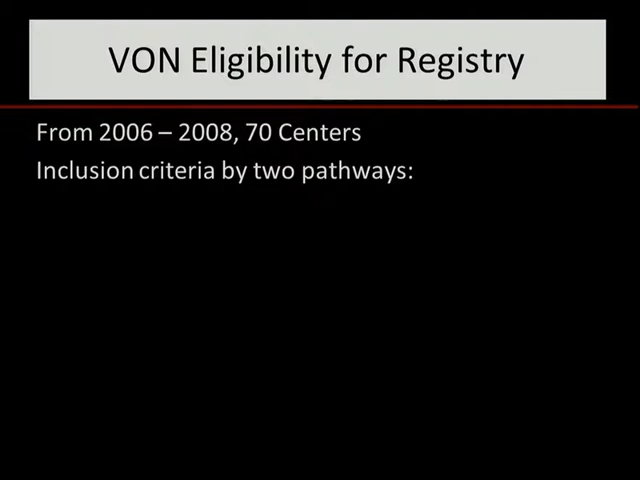 VON Eligibility for Registry
From 2006 – 2008, 70 Centers
Inclusion criteria by two pathways: